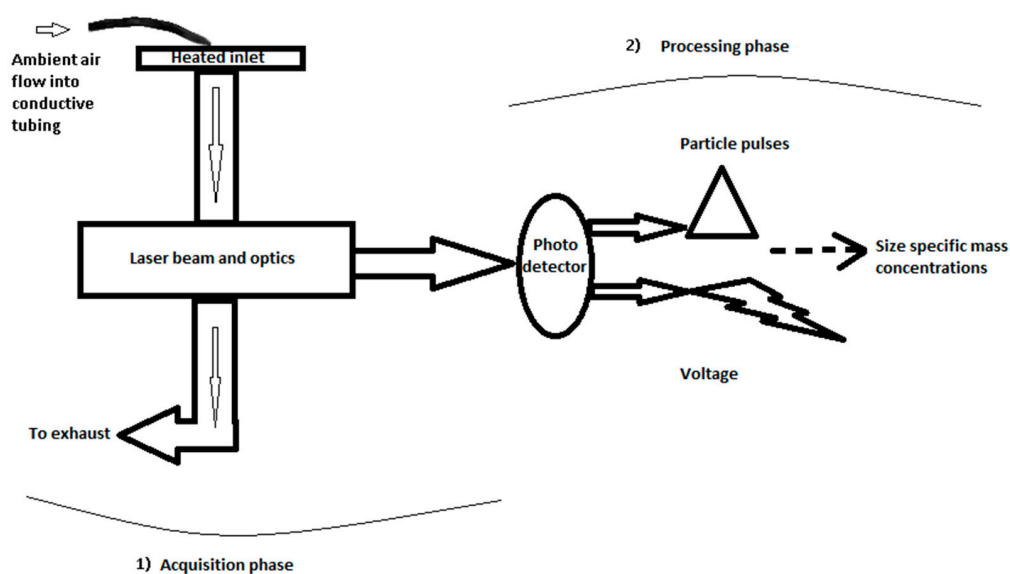 Ambient air
flow into
conductive
tubing
Heated inlet
2) Processing phase
Particle pulses
Laser beam and optics
Photo
detector
Size specific mass
concentrations
Voltage
To exhaust
1) Acquisition phase